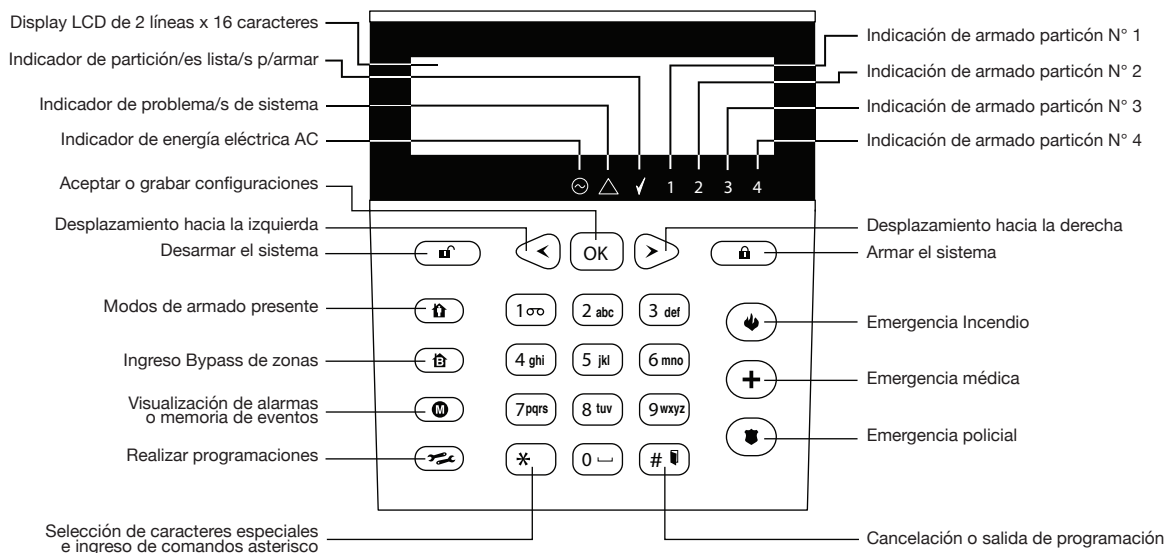 Display LCD de 2 líneas x 16 caracteres
Indicador de partición/es lista/s p/armar
Indicador de problema/s de sistema
Indicador de energía eléctrica AC
Aceptar o grabar configuraciones
Desplazamiento hacia la izquierda
Desarmar el sistema
Modos de armado presente
Ingreso Bypass de zonas
Visualización de alarmas
o memoria de eventos
Realizar programaciones
Selección de caracteres especiales
e ingreso de comandos asterisco
1 2 3 4
OK
1
2 abc
3 def
4 ghi
5 jkl
6 mno
7 pqrs
8 tuv
9 wxyz
*
0
#
B
M
Indicación de armado particón N° 1
Indicación de armado particón N° 2
Indicación de armado particón N° 3
Indicación de armado particón N° 4
Desplazamiento hacia la derecha
Armar el sistema
Emergencia Incendio
Emergencia médica
Emergencia policial
Cancelación o salida de programación